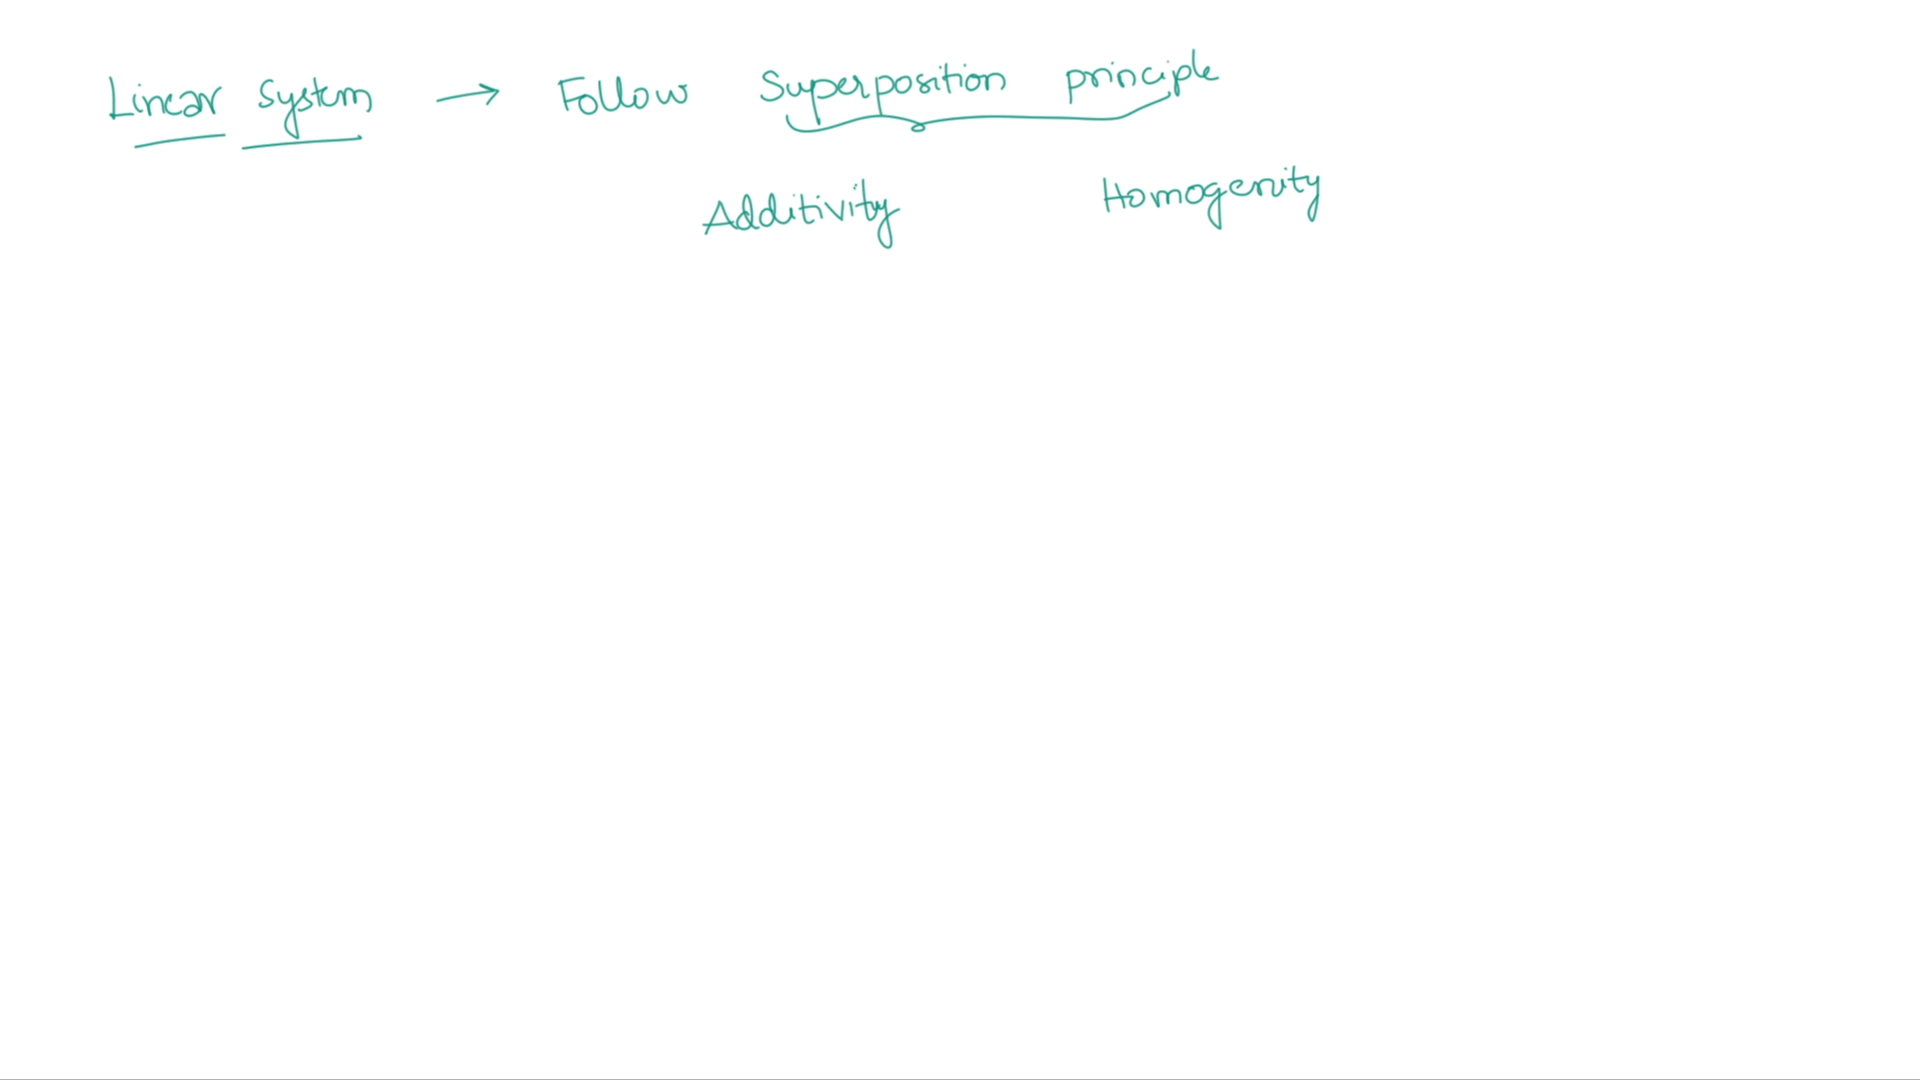 Linear System → Follow Superposition principle
Additivity Homogenity